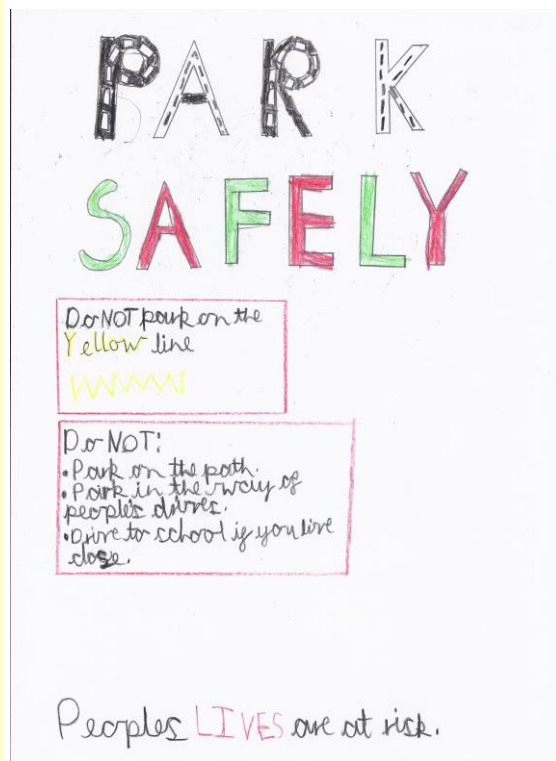 PARK
SAFELY
Do NOT park on the
Yellow line
Do NOT:
• Park on the path.
• Park in the way of
people's drives.
• Drive to school if you live
close.
Peoples LIVES are at risk.